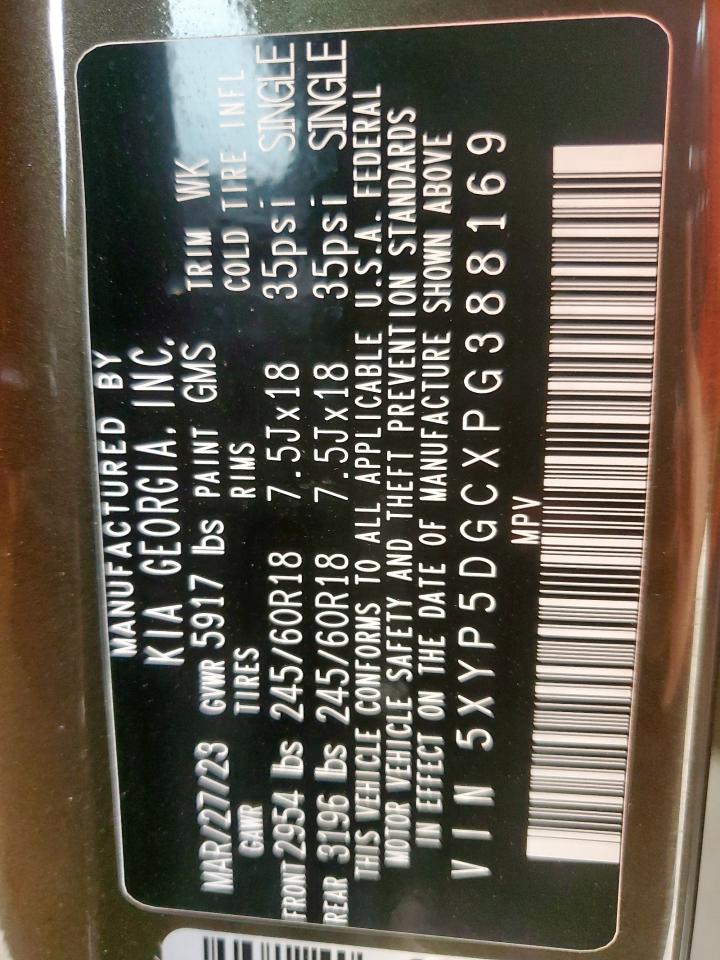 MANUFACTURED BY
KIA GEORGIA, INC.
MAR/27/23 GVWR 5917 lbs PAINT GMS TRIM WK
GAWR TIRES RIMS COLD TIRE INFL
FRONT 2954 lbs 245/60R18 7.5Jx18 35psi SINGLE
REAR 3196 lbs 245/60R18 7.5Jx18 35psi SINGLE
THIS VEHICLE CONFORMS TO ALL APPLICABLE U.S.A. FEDERAL
MOTOR VEHICLE SAFETY AND THEFT PREVENTION STANDARDS
IN EFFECT ON THE DATE OF MANUFACTURE SHOWN ABOVE
VIN 5XYP5DGCXPG388169
MPV